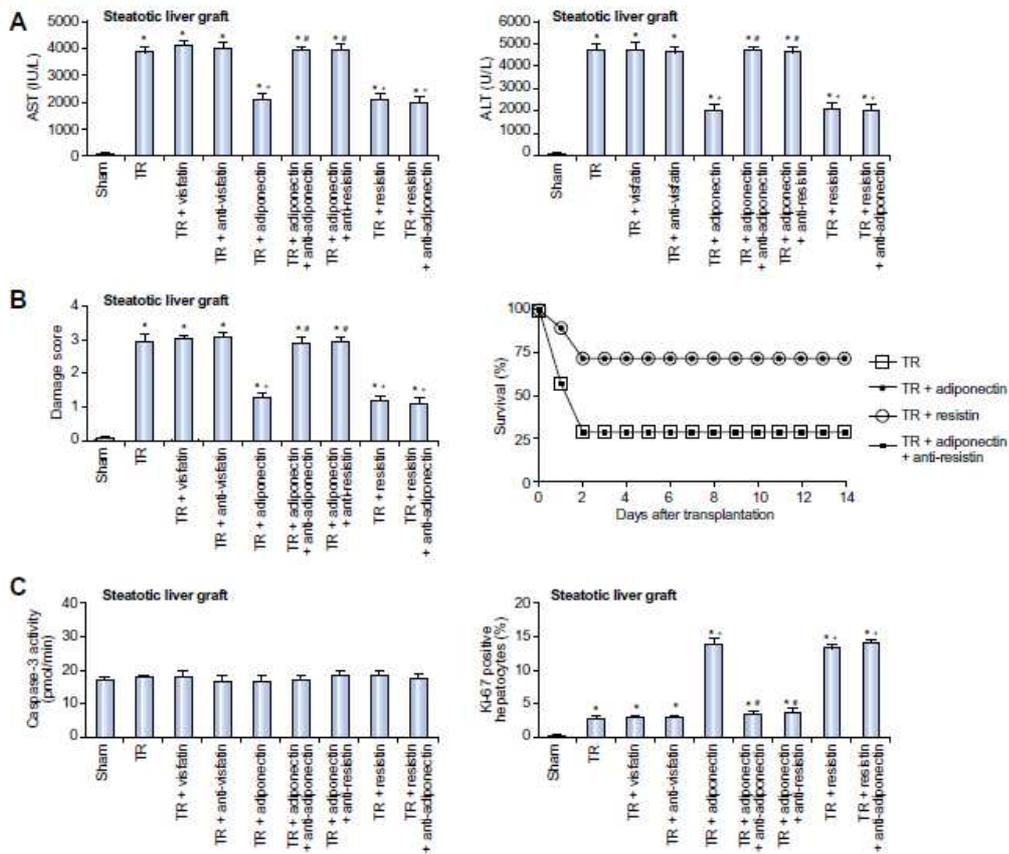 A
Steatotic liver graft
AST (IU/L)
5000
4000
3000
2000
1000
0
* * * * + * # * # * + * +
Sham
TR
TR + visfatin
TR + anti-visfatin
TR + adiponectin
TR + adiponectin
+ anti-adiponectin
TR + adiponectin
+ anti-resistin
TR + resistin
TR + resistin
+ anti-adiponectin
Steatotic liver graft
ALT (U/L)
6000
5000
4000
3000
2000
1000
0
* * * * + * # * # * + * +
Sham
TR
TR + visfatin
TR + anti-visfatin
TR + adiponectin
TR + adiponectin
+ anti-adiponectin
TR + adiponectin
+ anti-resistin
TR + resistin
TR + resistin
+ anti-adiponectin
B
Steatotic liver graft
Damage score
4
3
2
1
0
* * * * + * # * # * + * +
Sham
TR
TR + visfatin
TR + anti-visfatin
TR + adiponectin
TR + adiponectin
+ anti-adiponectin
TR + adiponectin
+ anti-resistin
TR + resistin
TR + resistin
+ anti-adiponectin
Survival (%)
100
75
50
25
0
0 2 4 6 8 10 12 14
Days after transplantation
TR
TR + adiponectin
TR + resistin
TR + adiponectin
+ anti-resistin
C
Steatotic liver graft
Caspase-3 activity
(pmol/min)
40
30
20
10
0
Sham
TR
TR + visfatin
TR + anti-visfatin
TR + adiponectin
TR + adiponectin
+ anti-adiponectin
TR + adiponectin
+ anti-resistin
TR + resistin
TR + resistin
+ anti-adiponectin
Steatotic liver graft
Ki-67 positive
hepatocytes (%)
20
15
10
5
0
* * * * + * # * # * + * +
Sham
TR
TR + visfatin
TR + anti-visfatin
TR + adiponectin
TR + adiponectin
+ anti-adiponectin
TR + adiponectin
+ anti-resistin
TR + resistin
TR + resistin
+ anti-adiponectin